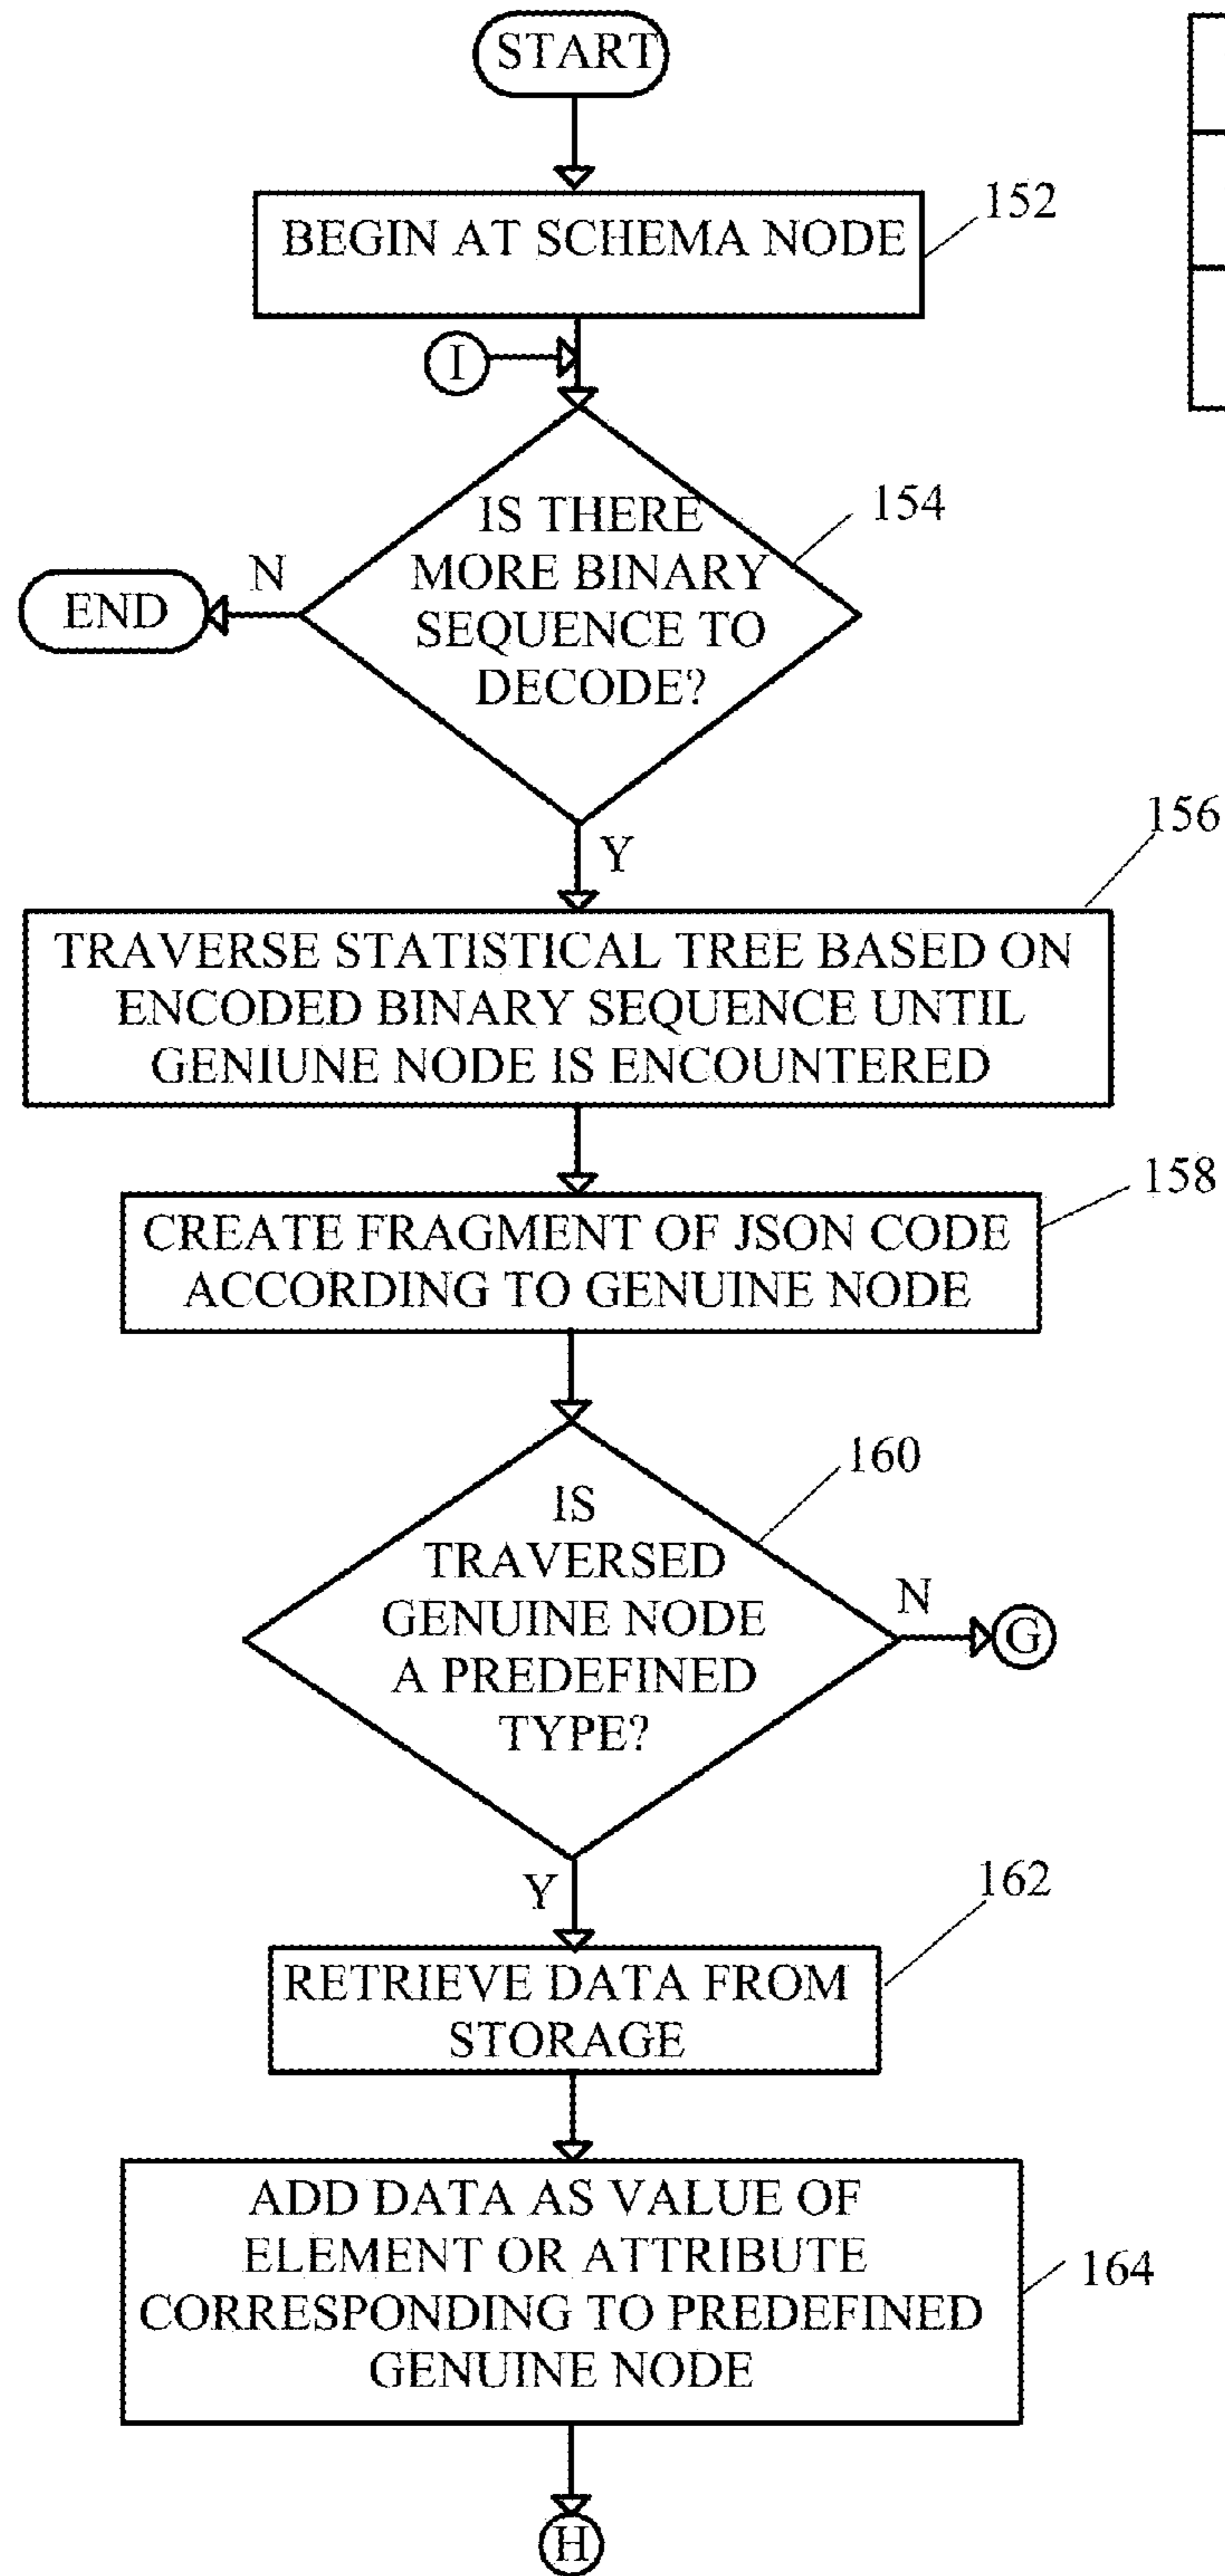 START
BEGIN AT SCHEMA NODE
152
I
IS THERE
MORE BINARY
SEQUENCE TO
DECODE?
154
N
END
Y
156
TRAVERSE STATISTICAL TREE BASED ON
ENCODED BINARY SEQUENCE UNTIL
GENIUNE NODE IS ENCOUNTERED
158
CREATE FRAGMENT OF JSON CODE
ACCORDING TO GENUINE NODE
160
IS
TRAVERSED
GENUINE NODE
A PREDEFINED
TYPE?
N
G
Y
162
RETRIEVE DATA FROM
STORAGE
ADD DATA AS VALUE OF
ELEMENT OR ATTRIBUTE
CORRESPONDING TO PREDEFINED
GENUINE NODE
164
H